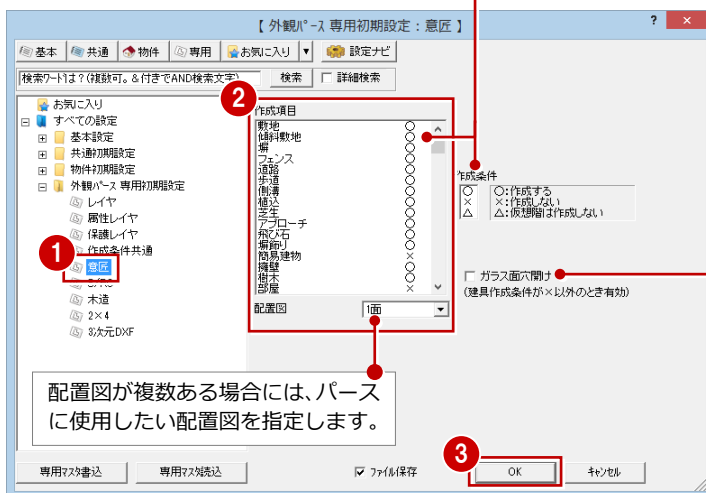 【 外観ﾊﾟｰｽ 専用初期設定：意匠 】
? ×
基本 共通 物件 専用 お気に入り ▼ 設定ナビ
検索ワードは？(複数可。＆付きでAND検索文字) 検索 詳細検索
お気に入り
すべての設定
基本設定
共通初期設定
物件初期設定
外観ﾊﾟｰｽ 専用初期設定
レイヤ
属性レイヤ
保護レイヤ
作成条件共通
意匠
木造
2×4
3次元DXF
1
2
作成項目
敷地 ○
傾斜敷地 ○
塀 ○
フェンス ○
道路 ○
歩道 ○
側溝 ○
植込 ○
芝生 ○
アプローチ ○
飛び石 ○
塀飾り ○
簡易建物 ×
擁壁 ○
樹木 ○
部屋 ×
配置図 1面
作成条件
○ ○:作成する
× ×:作成しない
△ △:仮想階は作成しない
ガラス面穴開け
(建具作成条件が×以外のとき有効)
配置図が複数ある場合には、パース
に使用したい配置図を指定します。
3
専用マスタ書込 専用マスタ読込 ファイル保存 OK キャンセル